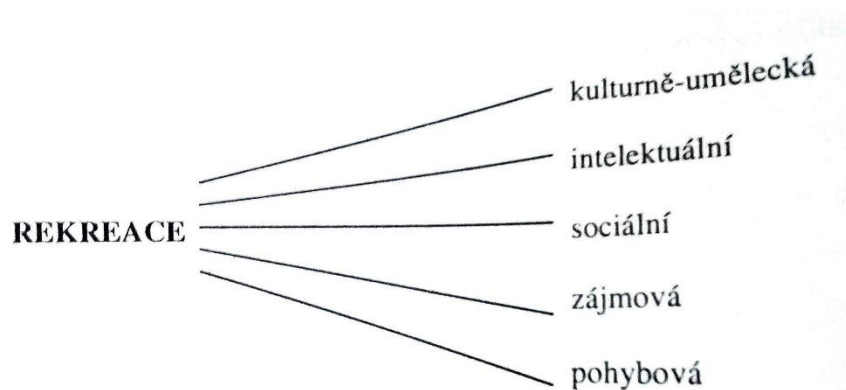 kulturně-umělecká
intelektuální
REKREACE
sociální
zájmová
pohybová